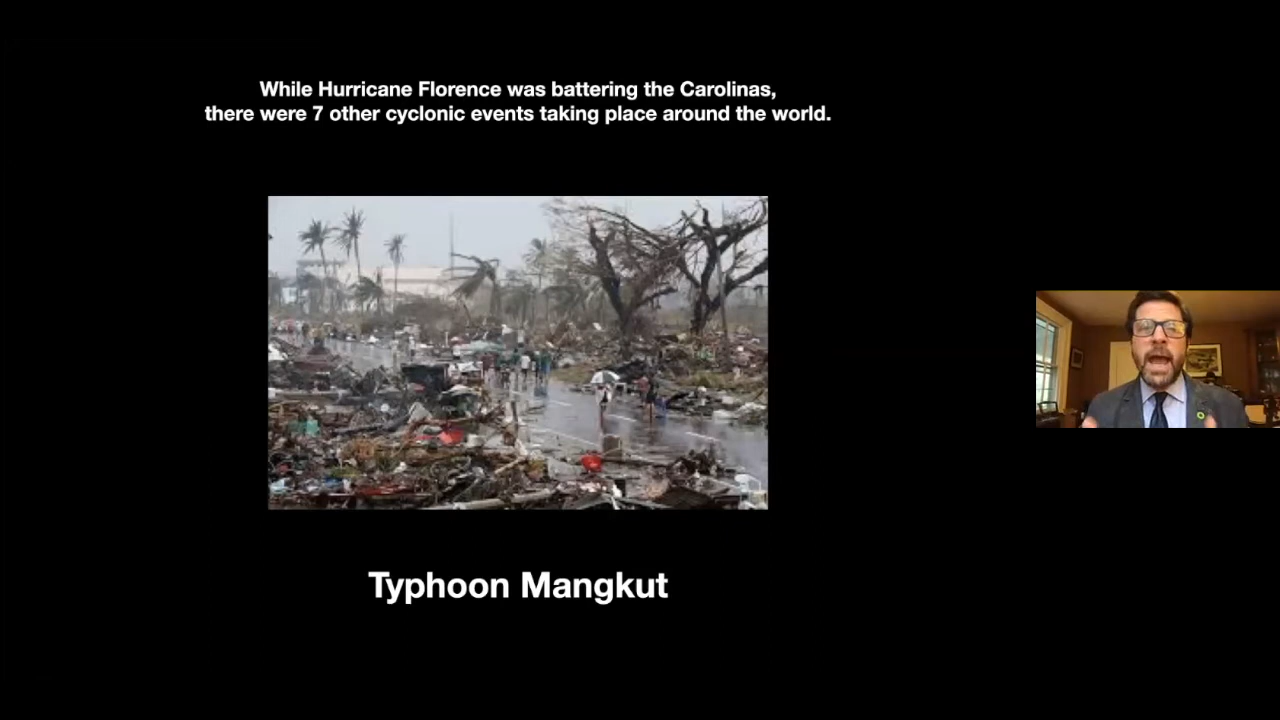 While Hurricane Florence was battering the Carolinas,
there were 7 other cyclonic events taking place around the world.
Typhoon Mangkut